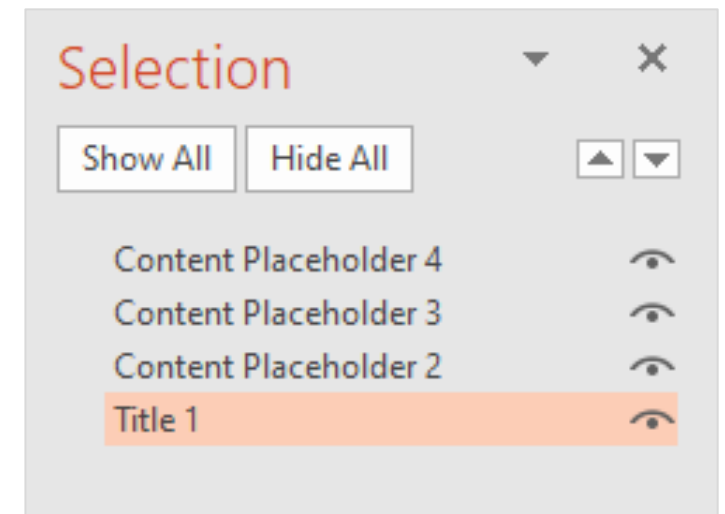 Selection
Show All Hide All
Content Placeholder 4
Content Placeholder 3
Content Placeholder 2
Title 1